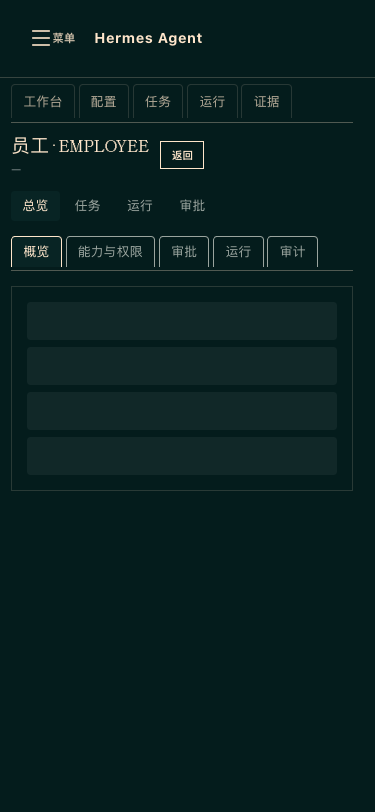 菜单 Hermes Agent
工作台 配置 任务 运行 证据
员工 · EMPLOYEE 返回
—
总览 任务 运行 审批
概览 能力与权限 审批 运行 审计